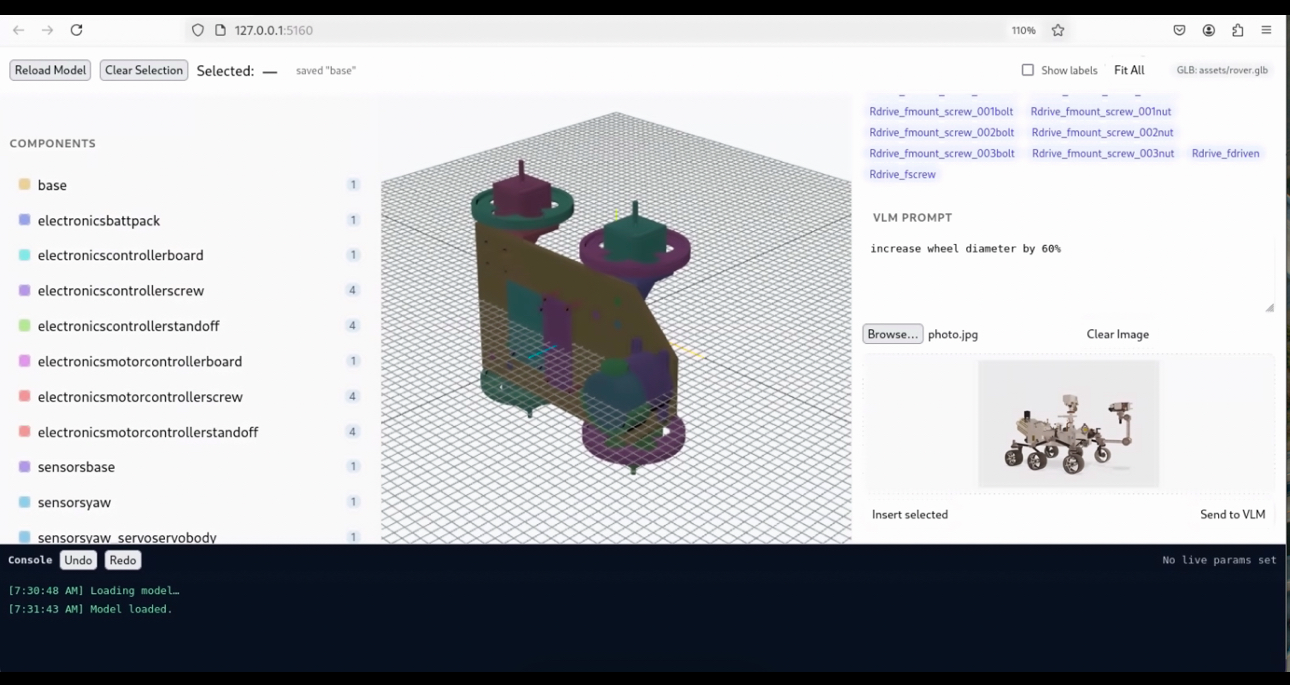 127.0.0.1:5160
110%
Reload Model
Clear Selection
Selected: —
saved "base"
Show labels
Fit All
GLB: assets/rover.glb
COMPONENTS
base 1
electronicsbattpack 1
electronicscontrollerboard 1
electronicscontrollerscrew 4
electronicscontrollerstandoff 4
electronicsmotorcontrollerboard 1
electronicsmotorcontrollerscrew 4
electronicsmotorcontrollerstandoff 4
sensorsbase 1
sensorsyaw 1
sensorsyaw_servoservobody 1
Rdrive_fmount_screw_001bolt Rdrive_fmount_screw_001nut
Rdrive_fmount_screw_002bolt Rdrive_fmount_screw_002nut
Rdrive_fmount_screw_003bolt Rdrive_fmount_screw_003nut Rdrive_fdriven
Rdrive_fscrew
VLM PROMPT
increase wheel diameter by 60%
Browse... photo.jpg Clear Image
Insert selected Send to VLM
Console Undo Redo No live params set
[7:30:48 AM] Loading model…
[7:31:43 AM] Model loaded.